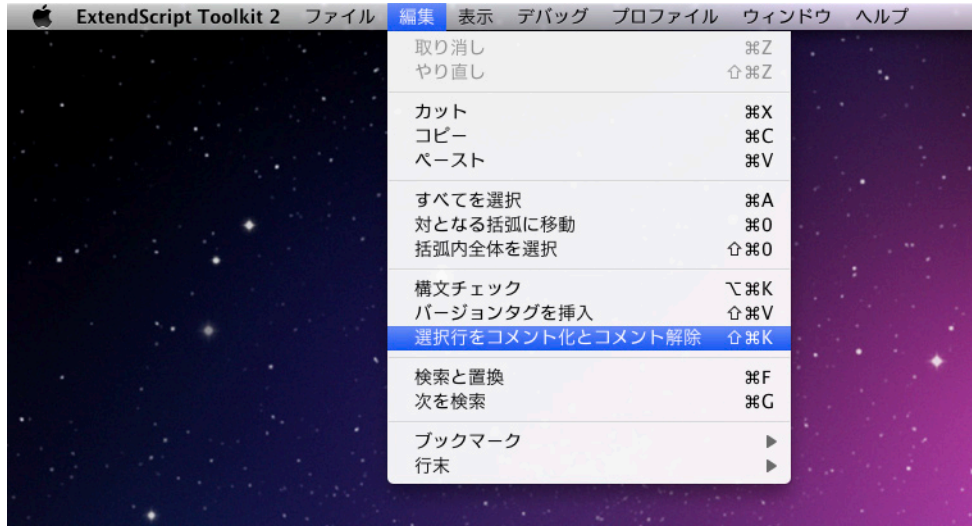 ExtendScript Toolkit 2 ファイル 編集 表示 デバッグ プロファイル ウィンドウ ヘルプ
取り消し ⌘Z
やり直し ⇧⌘Z
カット ⌘X
コピー ⌘C
ペースト ⌘V
すべてを選択 ⌘A
対となる括弧に移動 ⌘0
括弧内全体を選択 ⇧⌘0
構文チェック ⌥⌘K
バージョンタグを挿入 ⇧⌘V
選択行をコメント化とコメント解除 ⇧⌘K
検索と置換 ⌘F
次を検索 ⌘G
ブックマーク ▶
行末 ▶